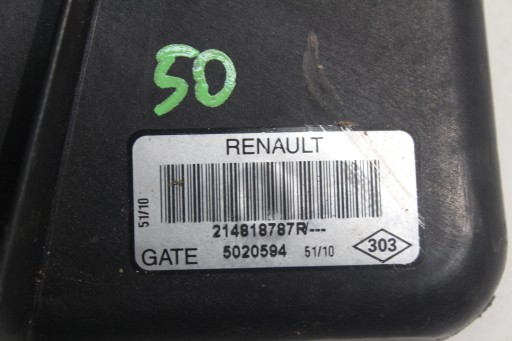 50
RENAULT
51/10
214818787R/---
GATE 5020594 51/10 303